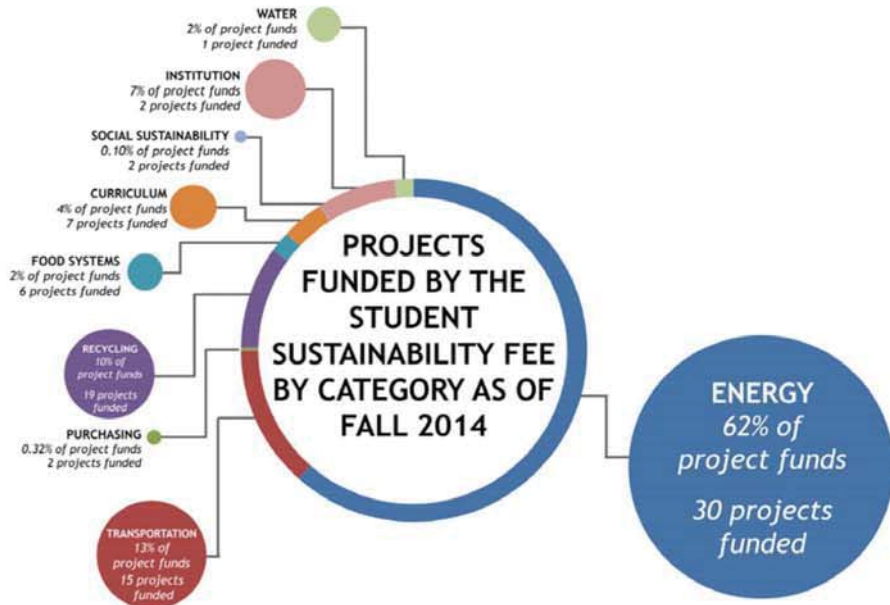 WATER
2% of project funds
1 project funded
INSTITUTION
7% of project funds
2 projects funded
SOCIAL SUSTAINABILITY
0.10% of project funds
2 projects funded
CURRICULUM
4% of project funds
7 projects funded
FOOD SYSTEMS
2% of project funds
6 projects funded
RECYCLING
10% of
project funds
19 projects
funded
PURCHASING
0.32% of project funds
2 projects funded
TRANSPORTATION
13% of
project funds
15 projects
funded
PROJECTS
FUNDED BY THE
STUDENT
SUSTAINABILITY FEE
BY CATEGORY AS OF
FALL 2014
ENERGY
62% of
project funds
30 projects
funded